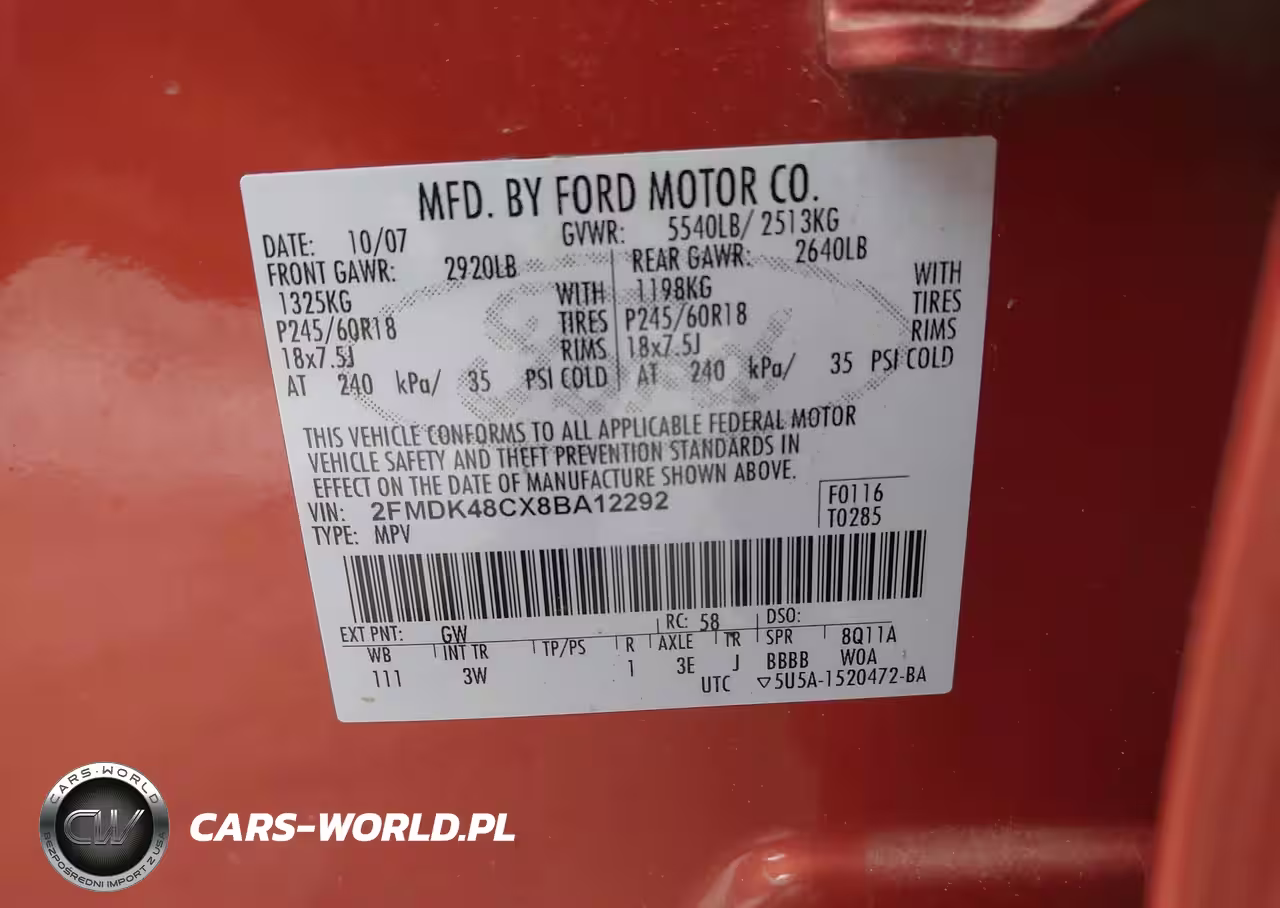 MFD. BY FORD MOTOR CO.
DATE: 10/07 GVWR: 5540LB/ 2513KG
FRONT GAWR: 2920LB REAR GAWR: 2640LB
1325KG WITH 1198KG WITH
P245/60R18 TIRES P245/60R18 TIRES
18x7.5J RIMS 18x7.5J RIMS
AT 240 kPa/ 35 PSI COLD AT 240 kPa/ 35 PSI COLD
THIS VEHICLE CONFORMS TO ALL APPLICABLE FEDERAL MOTOR
VEHICLE SAFETY AND THEFT PREVENTION STANDARDS IN
EFFECT ON THE DATE OF MANUFACTURE SHOWN ABOVE.
VIN: 2FMDK48CX8BA12292 F0116
TYPE: MPV T0285
EXT PNT: GW RC: 58 DSO:
WB INT TR TP/PS R AXLE TR SPR 8Q11A
111 3W 1 3E J BBBB W0A
UTC ▽5U5A-1520472-BA
CARS-WORLD
CW
BEZPOŚREDNI IMPORT Z USA
CARS-WORLD.PL